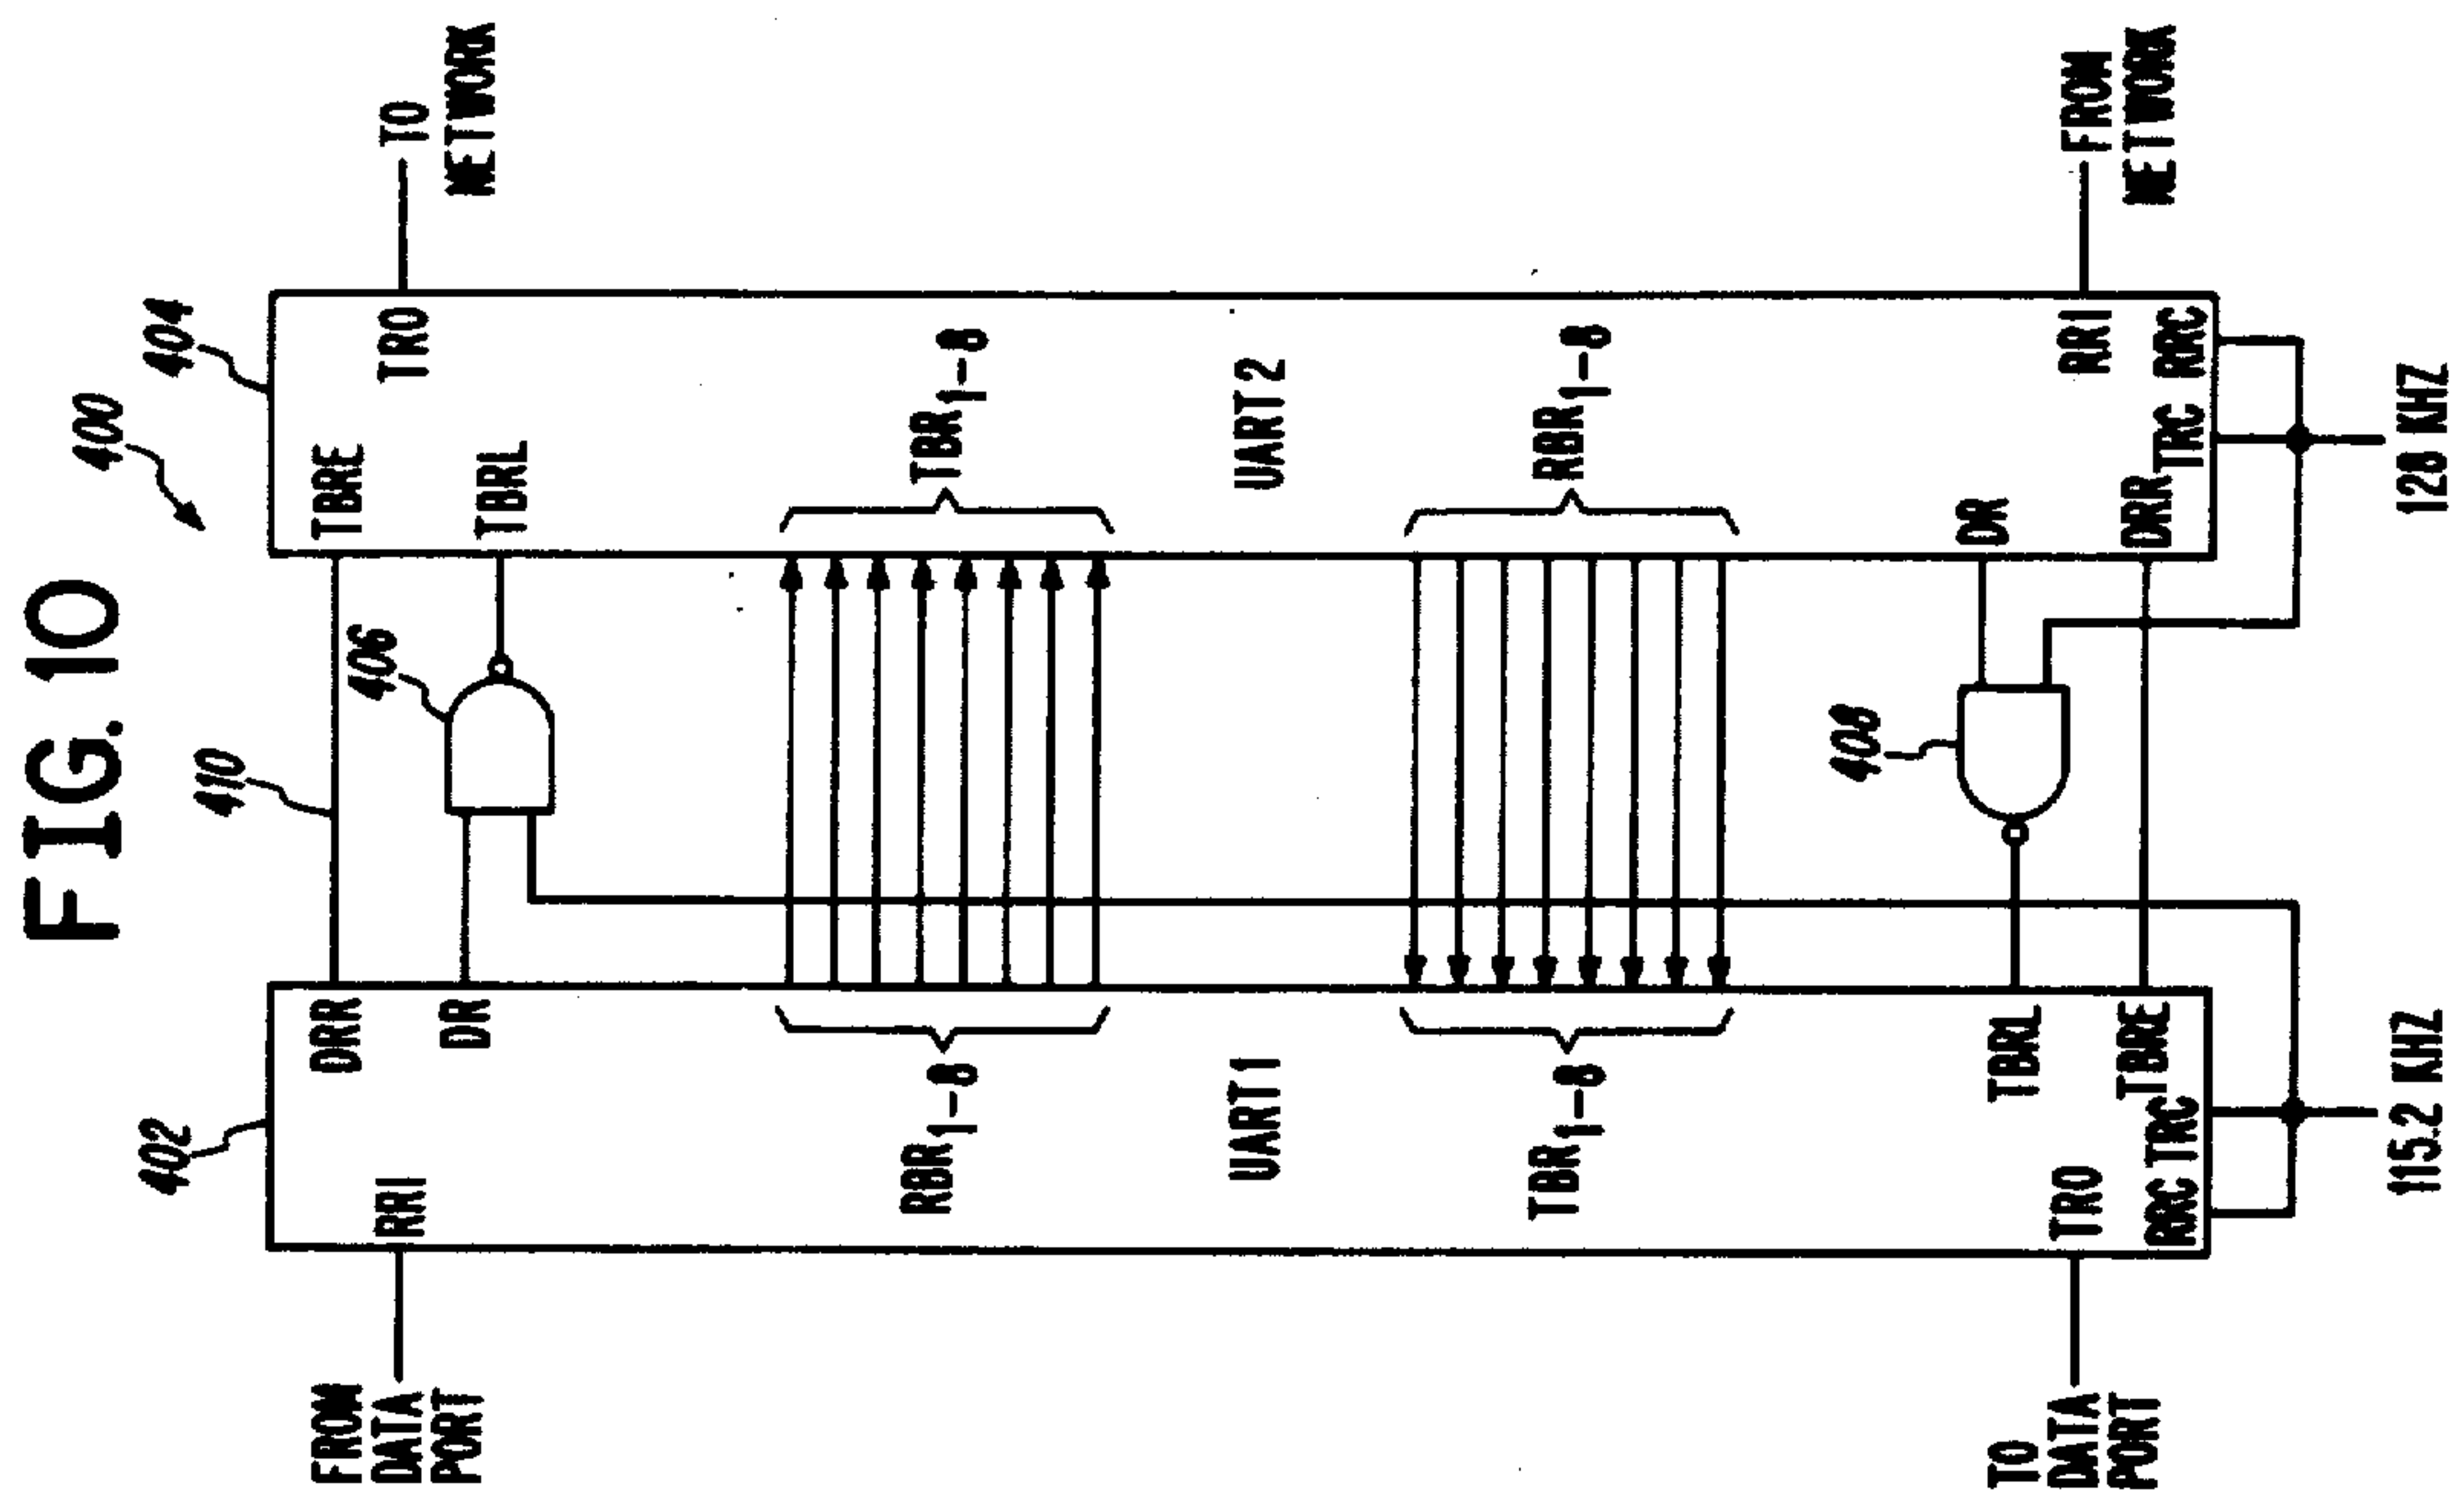 FIG. 10
400
402
404
410
406
FROM
DATA
PORT
RRI
DRR
DR
TBRE
TBRL
TRO
TO
NETWORK
RBR1-8
TBR1-8
UART1
UART2
TBR1-8
RBR1-8
408
TO
DATA
PORT
TRO
TBRL
TBRE
RRC TRC
DR
DRR
TRC RRC
RRI
FROM
NETWORK
115.2 KHZ
128 KHZ